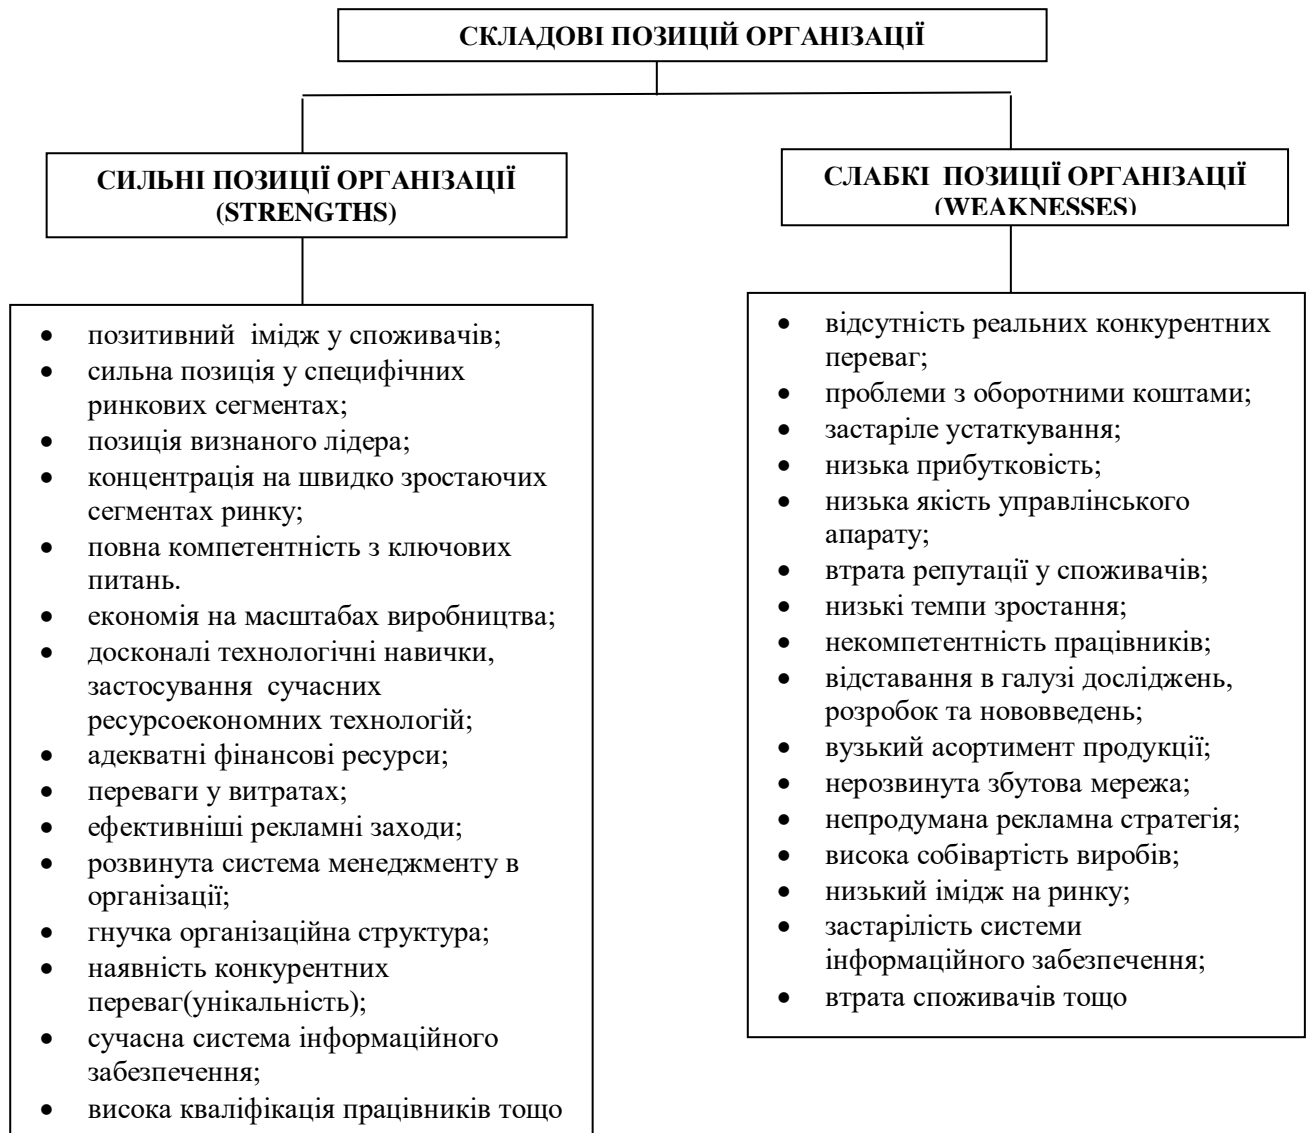 СКЛАДОВІ ПОЗИЦІЙ ОРГАНІЗАЦІЇ
СИЛЬНІ ПОЗИЦІЇ ОРГАНІЗАЦІЇ
(STRENGTHS)
• позитивний імідж у споживачів;
• сильна позиція у специфічних
ринкових сегментах;
• позиція визнаного лідера;
• концентрація на швидко зростаючих
сегментах ринку;
• повна компетентність з ключових
питань.
• економія на масштабах виробництва;
• досконалі технологічні навички,
застосування сучасних
ресурсоекономних технологій;
• адекватні фінансові ресурси;
• переваги у витратах;
• ефективніші рекламні заходи;
• розвинута система менеджменту в
організації;
• гнучка організаційна структура;
• наявність конкурентних
переваг(унікальність);
• сучасна система інформаційного
забезпечення;
• висока кваліфікація працівників тощо
СЛАБКІ ПОЗИЦІЇ ОРГАНІЗАЦІЇ
(WEAKNESSES)
• відсутність реальних конкурентних
переваг;
• проблеми з оборотними коштами;
• застаріле устаткування;
• низька прибутковість;
• низька якість управлінського
апарату;
• втрата репутації у споживачів;
• низькі темпи зростання;
• некомпетентність працівників;
• відставання в галузі досліджень,
розробок та нововведень;
• вузький асортимент продукції;
• нерозвинута збутова мережа;
• непродумана рекламна стратегія;
• висока собівартість виробів;
• низький імідж на ринку;
• застарілість системи
інформаційного забезпечення;
• втрата споживачів тощо